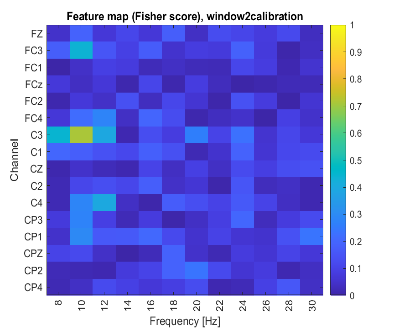 Feature map (Fisher score), window2calibration
Channel
FZ
FC3
FC1
FCz
FC2
FC4
C3
C1
CZ
C2
C4
CP3
CP1
CPZ
CP2
CP4
8 10 12 14 16 18 20 22 24 26 28 30
Frequency [Hz]
1
0.9
0.8
0.7
0.6
0.5
0.4
0.3
0.2
0.1
0